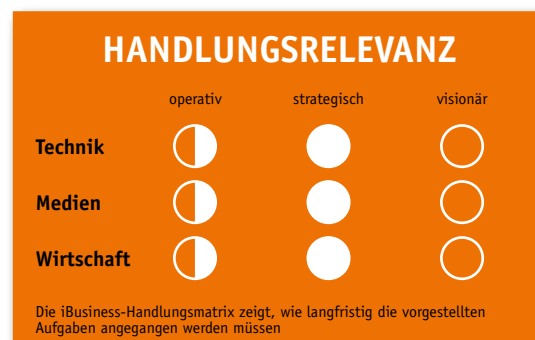 HANDLUNGSRELEVANZ
operativ strategisch visionär
Technik
Medien
Wirtschaft
Die iBusiness-Handlungsmatrix zeigt, wie langfristig die vorgestellten
Aufgaben angegangen werden müssen